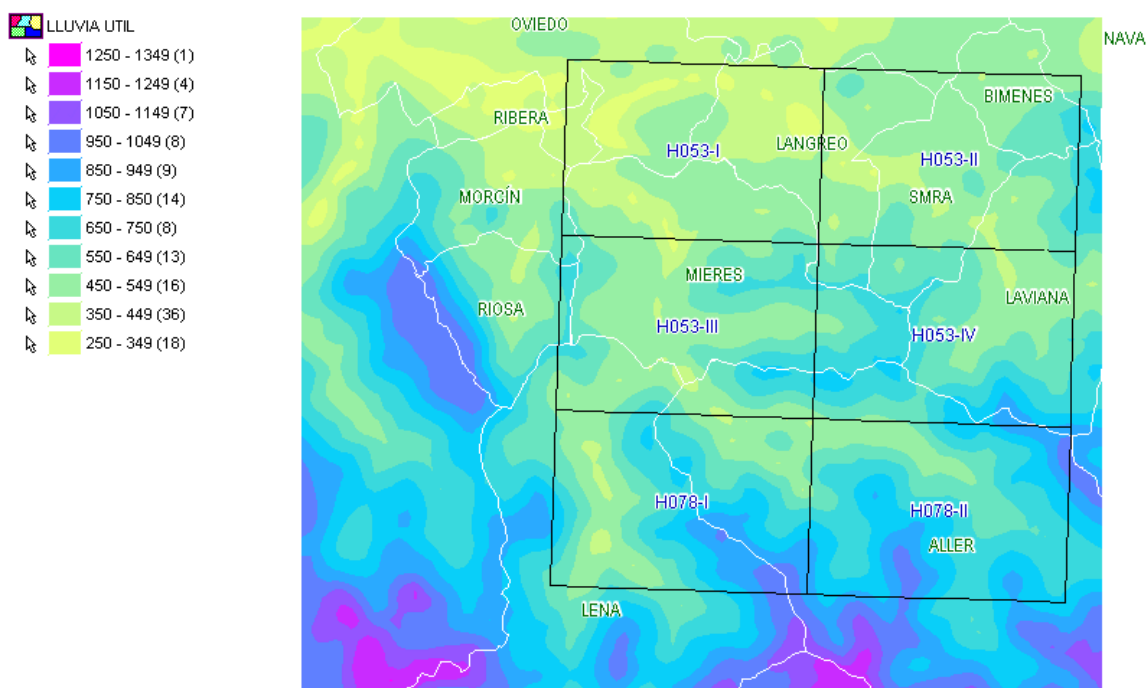 LLUVIA UTIL
1250 - 1349 (1)
1150 - 1249 (4)
1050 - 1149 (7)
950 - 1049 (8)
850 - 949 (9)
750 - 850 (14)
650 - 750 (8)
550 - 649 (13)
450 - 549 (16)
350 - 449 (36)
250 - 349 (18)
OVIEDO
NAVA
BIMENES
RIBERA
LANGREO
H053-I
H053-II
MORCÍN
SMRA
MIERES
LAVIANA
RIOSA
H053-III
H053-IV
H078-I
H078-II
ALLER
LENA